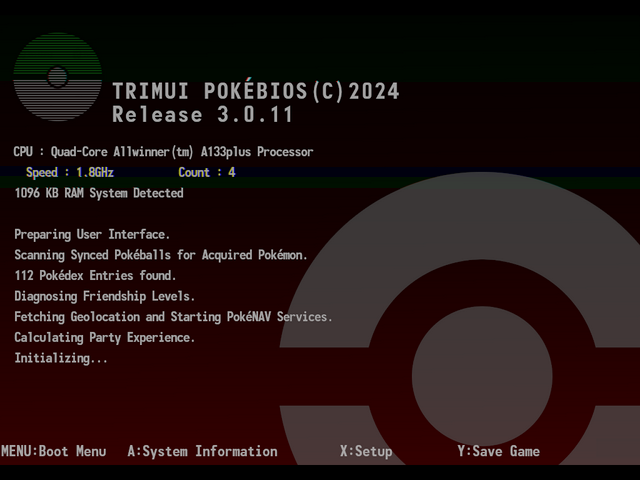 TRIMUI POKÉBIOS(C)2024
Release 3.0.11
CPU : Quad-Core Allwinner(tm) A133plus Processor
Speed : 1.8GHz Count : 4
1096 KB RAM System Detected
Preparing User Interface.
Scanning Synced Pokéballs for Acquired Pokémon.
112 Pokédex Entries found.
Diagnosing Friendship Levels.
Fetching Geolocation and Starting PokéNAV Services.
Calculating Party Experience.
Initializing...
MENU:Boot Menu A:System Information X:Setup Y:Save Game